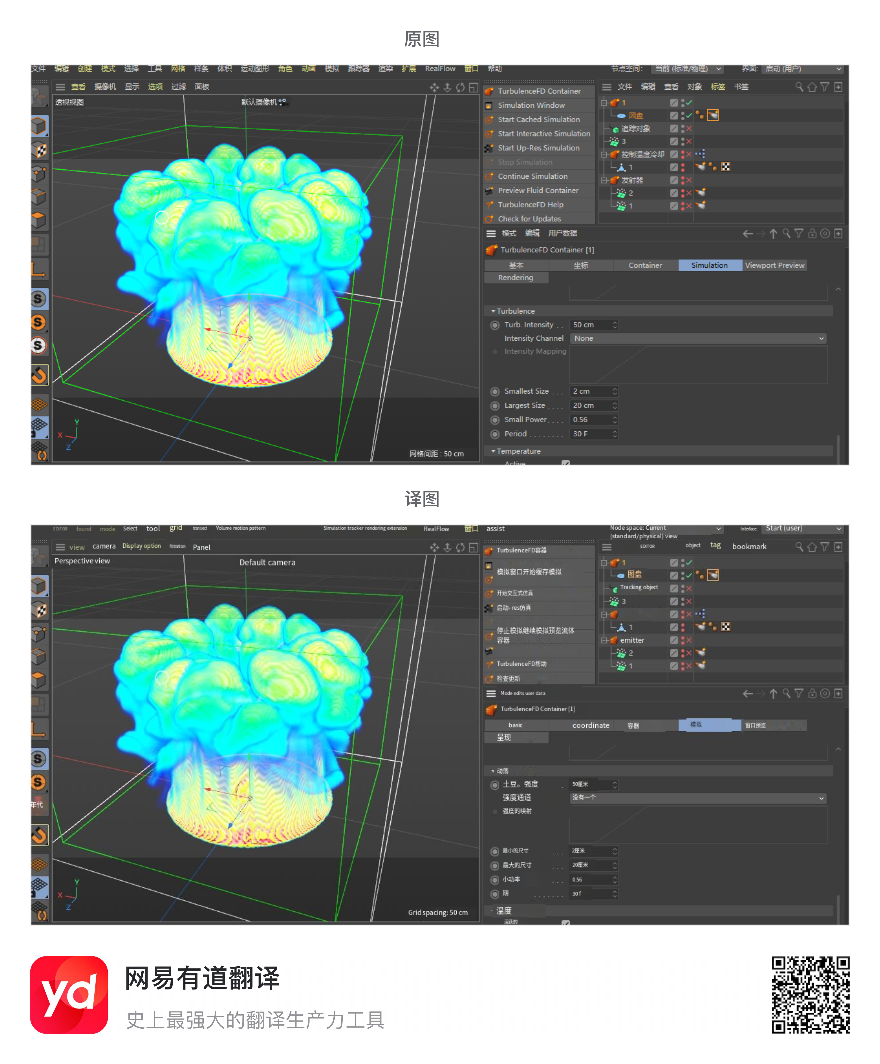 原图
文件 编辑 创建 模式 选择 工具 网格 样条 体积 运动图形 角色 动画 模拟 跟踪器 渲染 扩展 RealFlow 窗口 帮助 节点空间: 当前 (标准/物理) 界面: 启动 (用户)
查看 摄像机 显示 选项 过滤 面板
透视视图
默认摄像机
网格间距 : 50 cm
Y
X
Z
TurbulenceFD Container
Simulation Window
Start Cached Simulation
Start Interactive Simulation
Start Up-Res Simulation
Stop Simulation
Continue Simulation
Preview Fluid Container
TurbulenceFD Help
Check for Updates
文件 编辑 查看 对象 标签 书签
1
圆盘
追踪对象
3
控制温度冷却
1
发射器
2
1
模式 编辑 用户数据
TurbulenceFD Container [1]
基本 坐标 Container Simulation Viewport Preview
Rendering
Turbulence
Turb. Intensity . . 50 cm
Intensity Channel None
Intensity Mapping
Smallest Size . . . 2 cm
Largest Size . . . 20 cm
Small Power. . . . 0.56
Period . . . . . . . . 30 F
Temperature
Active
译图
found mode Select tool grid Volume motion pattern Simulation tracker rendering extension RealFlow 窗口 assist Node space: Current Interface: Start (user)
(standard/physical) view
view camera Display option Panel
Perspective view
Default camera
Grid spacing: 50 cm
Y
X
Z
TurbulenceFD容器
模拟窗口开始缓存模拟
开始交互式仿真
启动-res仿真
停止模拟继续模拟预览流体
容器
TurbulenceFD帮助
检查更新
object tag bookmark
1
圆盘
Tracking object
3
1
emitter
2
1
Mode edits user data
TurbulenceFD Container [1]
basic coordinate 容器 模拟 窗口预览
呈现
动荡
土豆。强度 . 50厘米
强度通道 没有一个
强度的映射
最小的尺寸 . . 2厘米
最大的尺寸 . . . 20厘米
小功率 . . . . 0.56
期 . . . . . . . 30 f
温度
年代
yd
网易有道翻译
史上最强大的翻译生产力工具